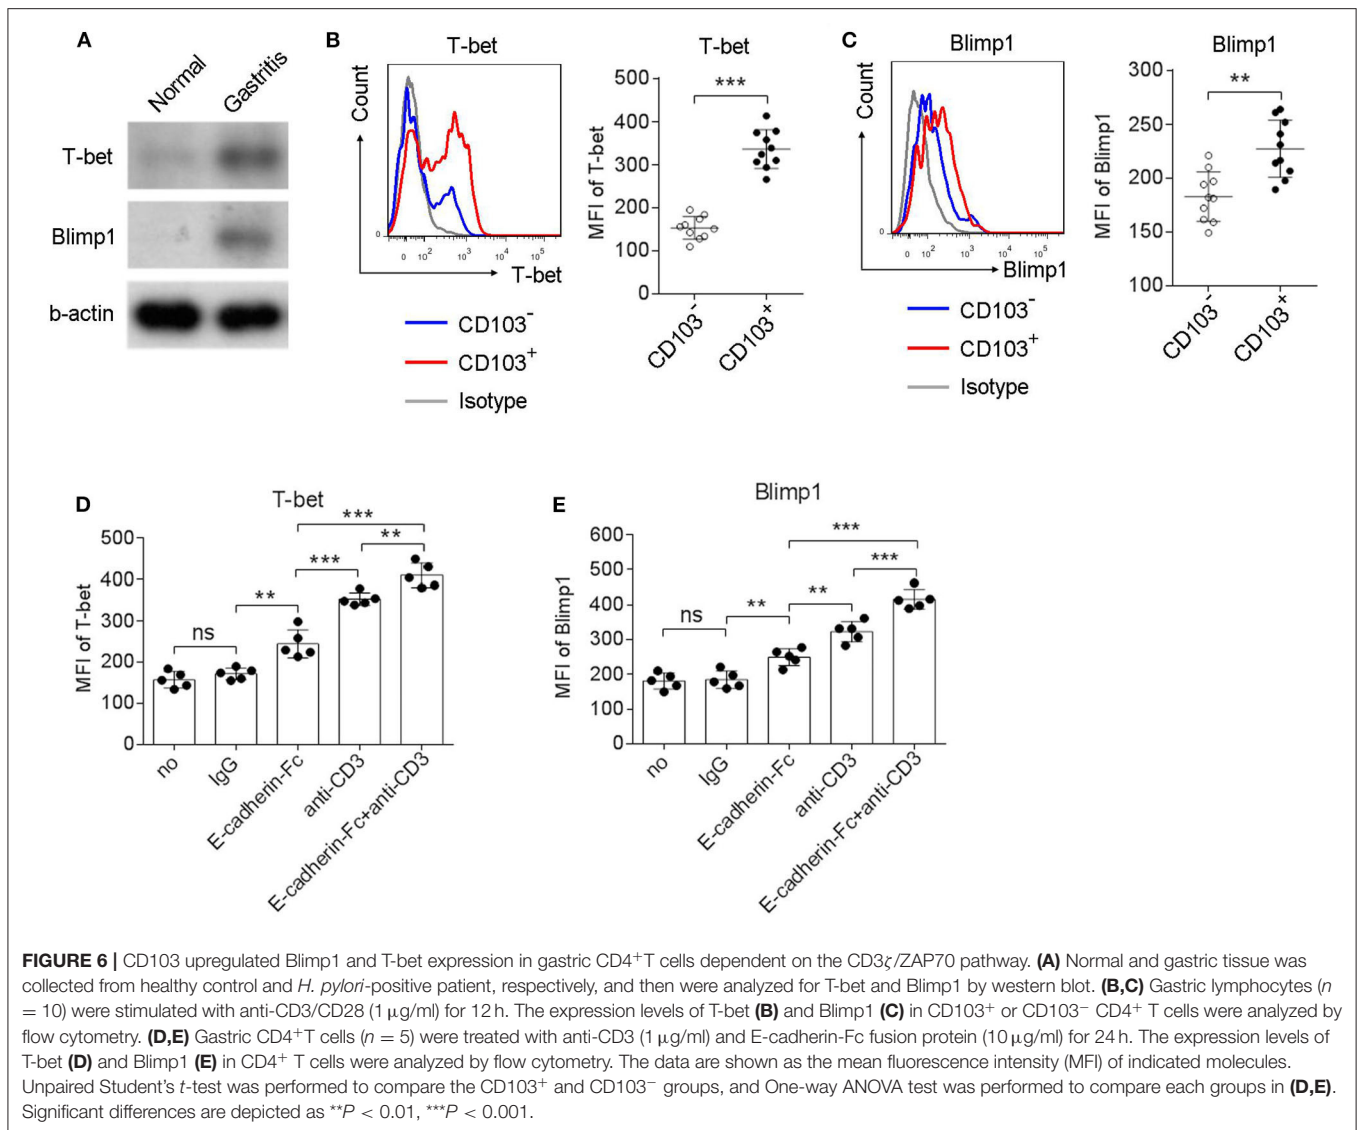 A
Normal
Gastritis
T-bet
Blimp1
b-actin
B
T-bet
Count
0
0 10² 10³ 10⁴ 10⁵
T-bet
CD103⁻
CD103⁺
Isotype
T-bet
***
MFI of T-bet
500
400
300
200
100
0
CD103⁻
CD103⁺
C
Blimp1
Count
0
0 10² 10³ 10⁴ 10⁵
Blimp1
CD103⁻
CD103⁺
Isotype
Blimp1
**
MFI of Blimp1
300
250
200
150
100
CD103⁻
CD103⁺
D
T-bet
***
**
***
**
ns
MFI of T-bet
500
400
300
200
100
0
no
IgG
E-cadherin-Fc
anti-CD3
E-cadherin-Fc+anti-CD3
E
Blimp1
***
***
**
**
ns
MFI of Blimp1
600
500
400
300
200
100
0
no
IgG
E-cadherin-Fc
anti-CD3
E-cadherin-Fc+anti-CD3
FIGURE 6 | CD103 upregulated Blimp1 and T-bet expression in gastric CD4⁺T cells dependent on the CD3ζ/ZAP70 pathway. (A) Normal and gastric tissue was
collected from healthy control and H. pylori-positive patient, respectively, and then were analyzed for T-bet and Blimp1 by western blot. (B,C) Gastric lymphocytes (n
= 10) were stimulated with anti-CD3/CD28 (1 µg/ml) for 12 h. The expression levels of T-bet (B) and Blimp1 (C) in CD103⁺ or CD103⁻ CD4⁺ T cells were analyzed by
flow cytometry. (D,E) Gastric CD4⁺T cells (n = 5) were treated with anti-CD3 (1 µg/ml) and E-cadherin-Fc fusion protein (10 µg/ml) for 24 h. The expression levels of
T-bet (D) and Blimp1 (E) in CD4⁺ T cells were analyzed by flow cytometry. The data are shown as the mean fluorescence intensity (MFI) of indicated molecules.
Unpaired Student's t-test was performed to compare the CD103⁺ and CD103⁻ groups, and One-way ANOVA test was performed to compare each groups in (D,E).
Significant differences are depicted as **P < 0.01, ***P < 0.001.